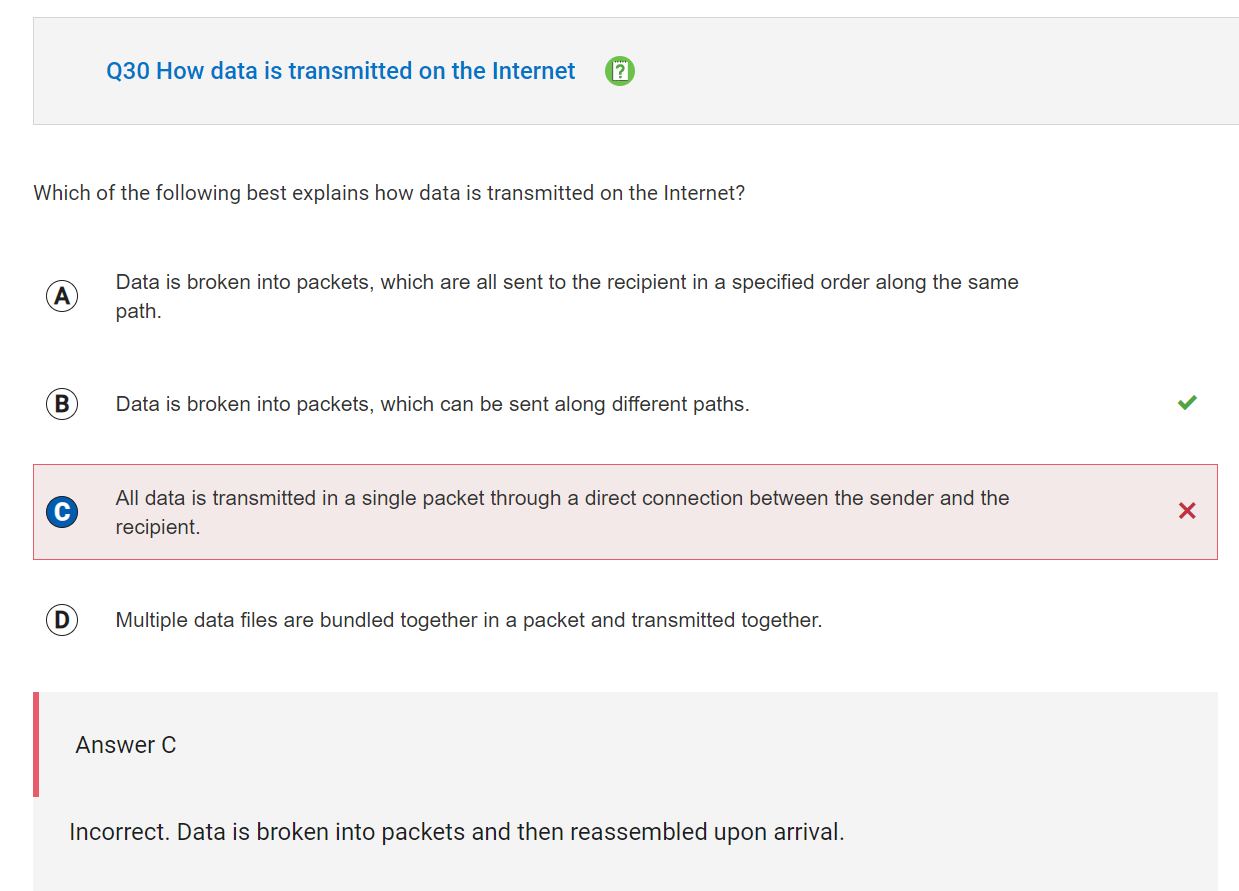 Q30 How data is transmitted on the Internet
Which of the following best explains how data is transmitted on the Internet?
A
Data is broken into packets, which are all sent to the recipient in a specified order along the same
path.
B
Data is broken into packets, which can be sent along different paths.
C
All data is transmitted in a single packet through a direct connection between the sender and the
recipient.
D
Multiple data files are bundled together in a packet and transmitted together.
Answer C
Incorrect. Data is broken into packets and then reassembled upon arrival.